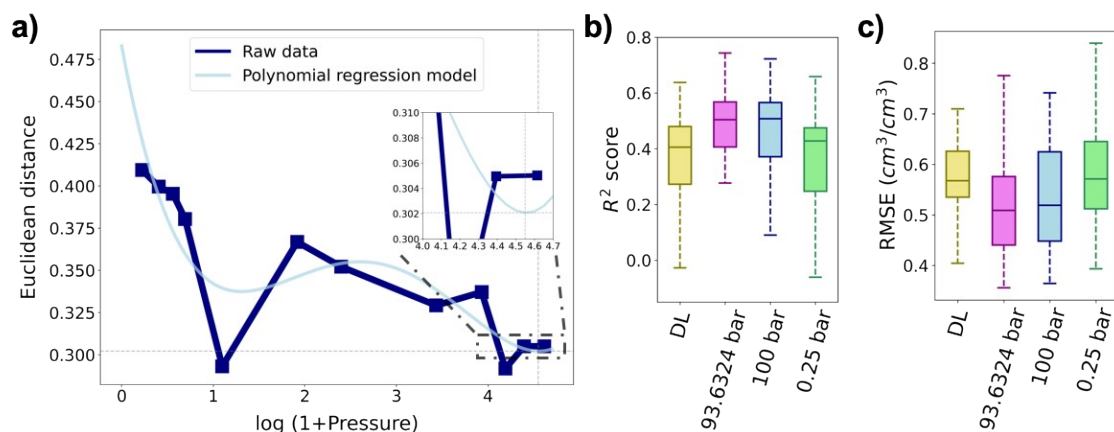 a)
Euclidean distance
0.475
0.450
0.425
0.400
0.375
0.350
0.325
0.300
Raw data
Polynomial regression model
0.310
0.308
0.306
0.304
0.302
0.300
4.0 4.1 4.2 4.3 4.4 4.5 4.6 4.7
0 1 2 3 4
log (1+Pressure)
b)
R² score
0.8
0.6
0.4
0.2
0.0
DL
93.6324 bar
100 bar
0.25 bar
c)
RMSE (cm³/cm³)
0.8
0.7
0.6
0.5
0.4
DL
93.6324 bar
100 bar
0.25 bar